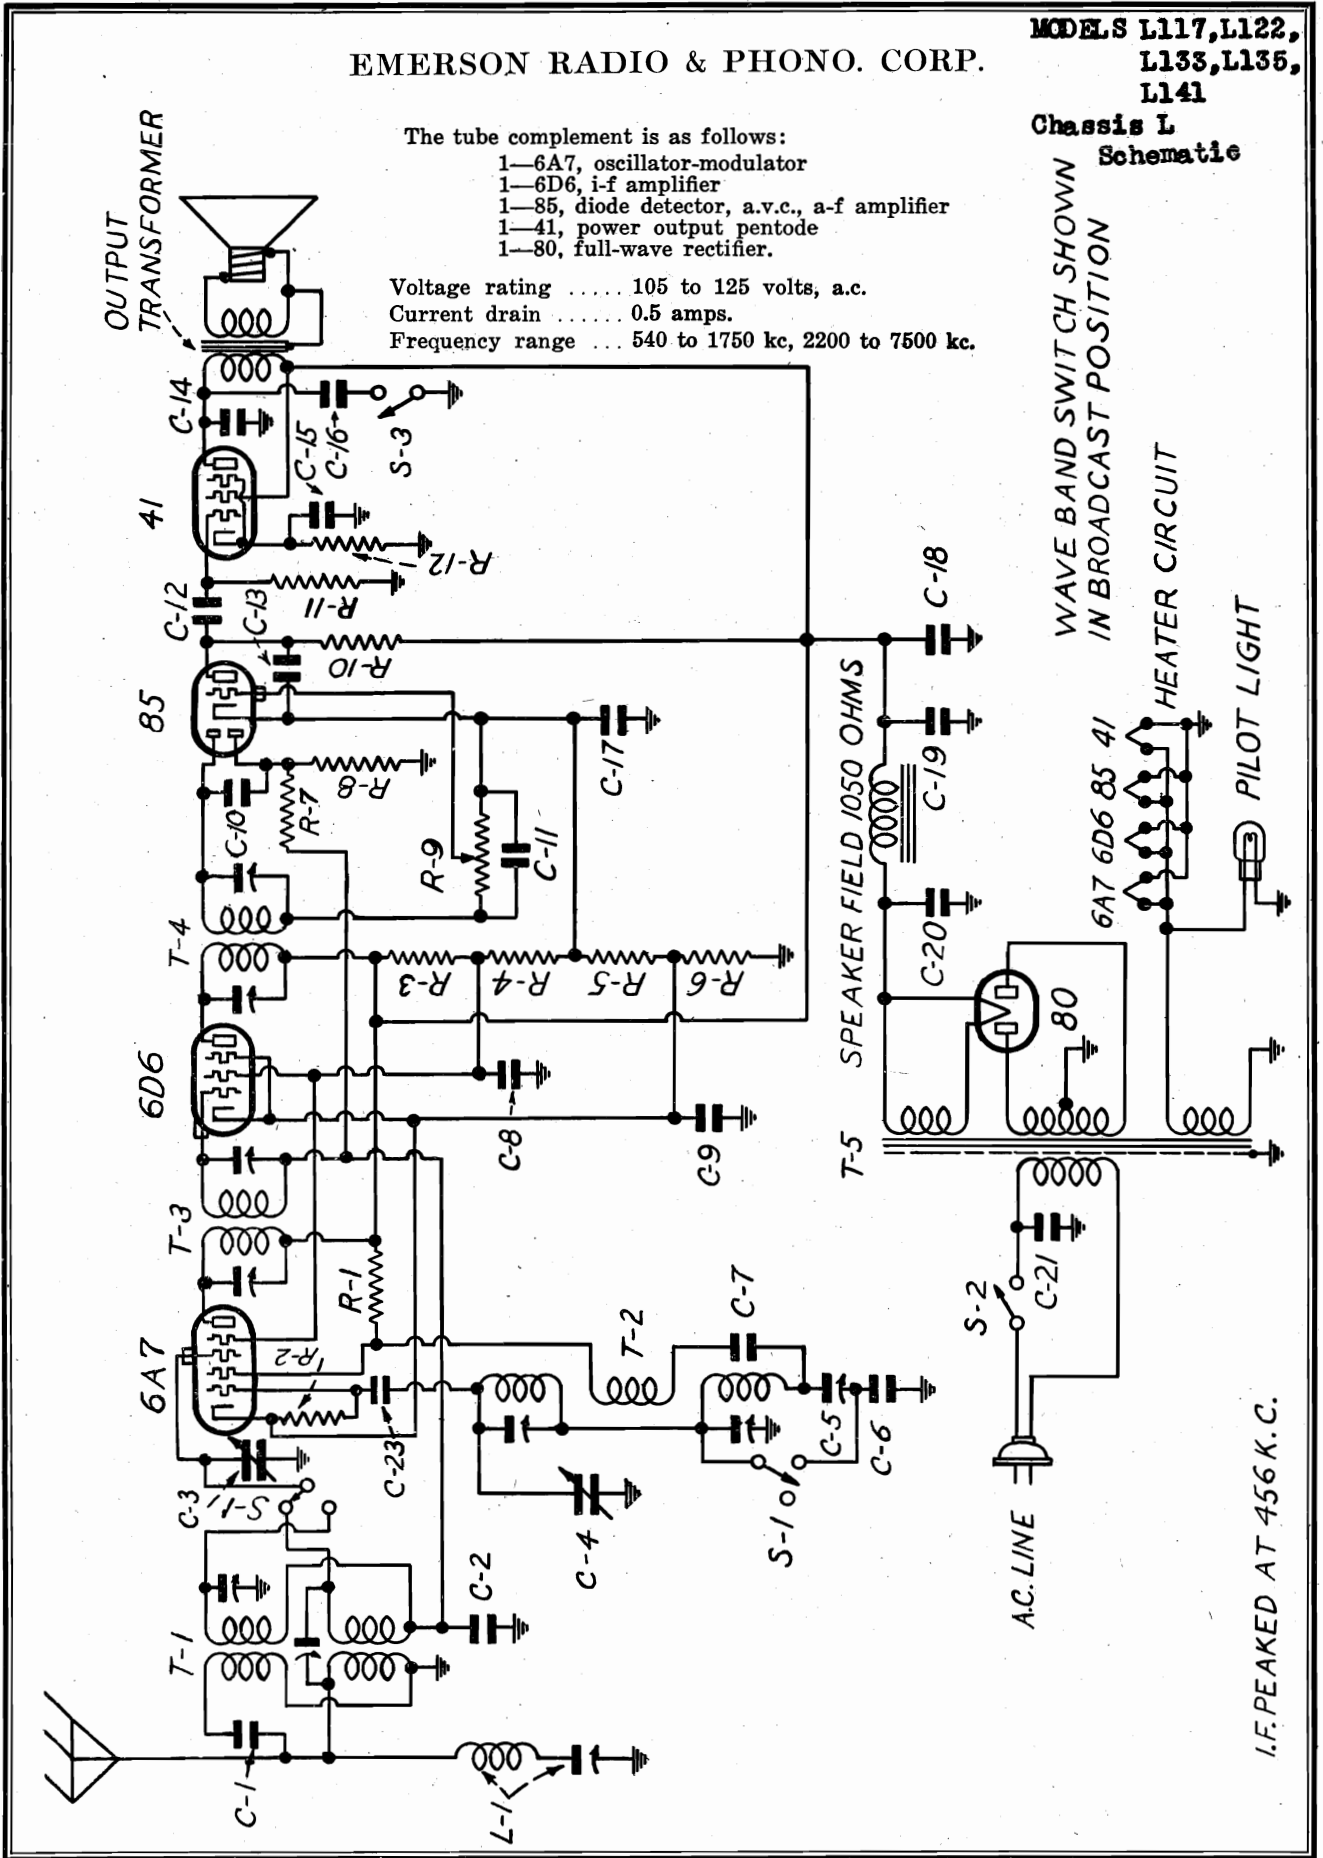 EMERSON RADIO & PHONO. CORP.
MODELS L117,L122,
L133,L135,
L141
Chassis L
Schematic
The tube complement is as follows:
1—6A7, oscillator-modulator
1—6D6, i-f amplifier
1—85, diode detector, a.v.c., a-f amplifier
1—41, power output pentode
1—80, full-wave rectifier.
Voltage rating ..... 105 to 125 volts, a.c.
Current drain ...... 0.5 amps.
Frequency range ... 540 to 1750 kc, 2200 to 7500 kc.
OUTPUT
TRANSFORMER
WAVE BAND SWITCH SHOWN
IN BROADCAST POSITION
C-14
C-15
C-16
S-3
41
R-12
C-12
R-11
C-13
R-10
85
C-18
HEATER CIRCUIT
PILOT LIGHT
6A7 6D6 85 41
C-10
R-7
R-8
R-9
C-11
C-17
SPEAKER FIELD 1050 OHMS
C-19
C-20
T-4
R-3
R-4
R-5
R-6
80
6D6
C-8
C-9
T-5
T-3
R-1
6A7
R-2
T-2
C-7
S-2
C-21
C-3
S-1
C-23
C-5
C-6
C-4
S-1
A.C. LINE
I.F. PEAKED AT 456 K.C.
T-1
C-2
C-1
L-1